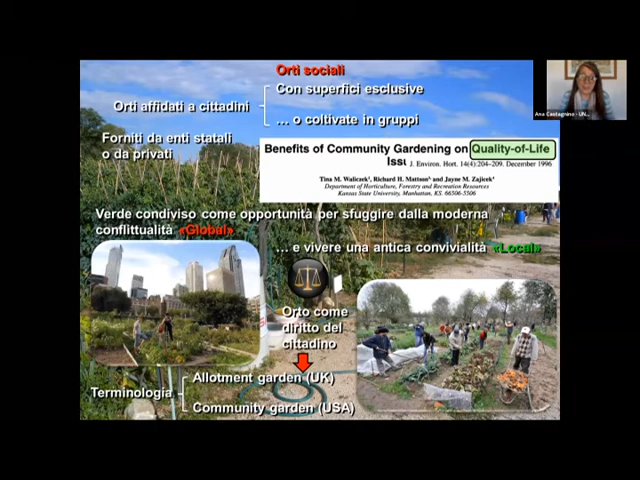 Orti sociali
Orti affidati a cittadini
Con superfici esclusive
… o coltivate in gruppi
Forniti da enti statali
o da privati
Benefits of Community Gardening on Quality-of-Life
Issu
J. Environ. Hort. 14(4):204–209. December 1996
Tina M. Waliczek¹, Richard H. Mattson² and Jayne M. Zajicek³
Department of Horticulture, Forestry and Recreation Resources
Kansas State University, Manhattan, KS. 66506-5506
Verde condiviso come opportunità per sfuggire dalla moderna
conflittualità «Global»
… e vivere una antica convivialità «Local»
Orto come
diritto del
cittadino
Terminologia
Allotment garden (UK)
Community garden (USA)
Ana Castagnino - UN...